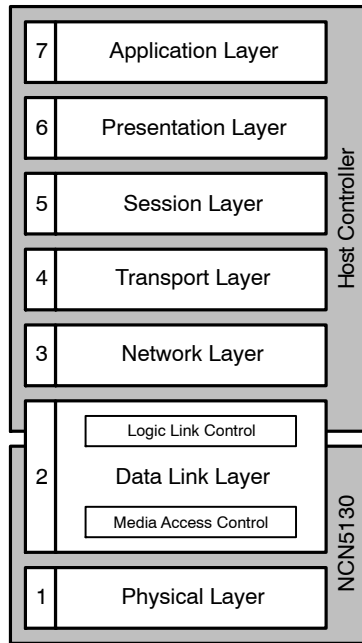 7 Application Layer
6 Presentation Layer
5 Session Layer
4 Transport Layer
3 Network Layer
Host Controller
Logic Link Control
2 Data Link Layer
Media Access Control
1 Physical Layer
NCN5130